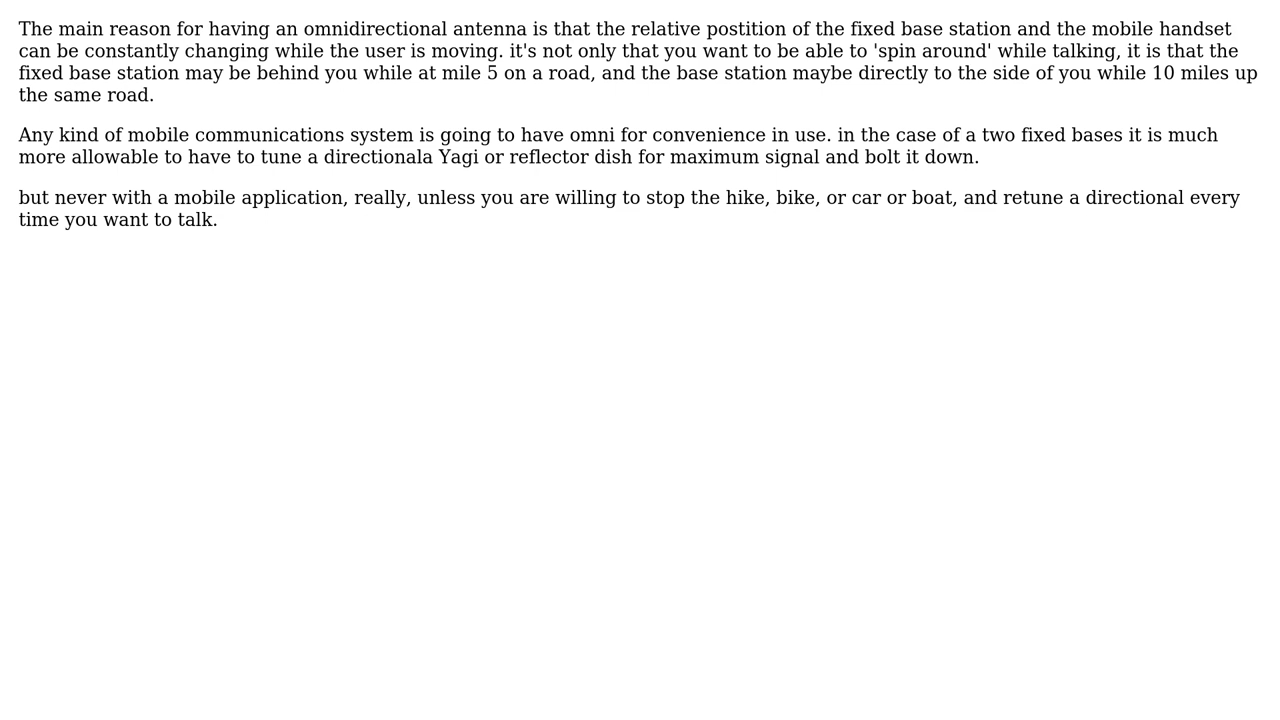 The main reason for having an omnidirectional antenna is that the relative postition of the fixed base station and the mobile handset
can be constantly changing while the user is moving. it's not only that you want to be able to 'spin around' while talking, it is that the
fixed base station may be behind you while at mile 5 on a road, and the base station maybe directly to the side of you while 10 miles up
the same road.
Any kind of mobile communications system is going to have omni for convenience in use. in the case of a two fixed bases it is much
more allowable to have to tune a directionala Yagi or reflector dish for maximum signal and bolt it down.
but never with a mobile application, really, unless you are willing to stop the hike, bike, or car or boat, and retune a directional every
time you want to talk.